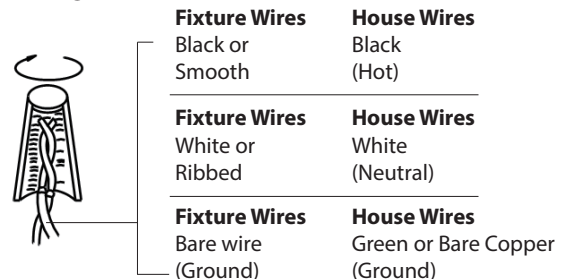 Fixture Wires House Wires
Black or Black
Smooth (Hot)
Fixture Wires House Wires
White or White
Ribbed (Neutral)
Fixture Wires House Wires
Bare wire Green or Bare Copper
(Ground) (Ground)